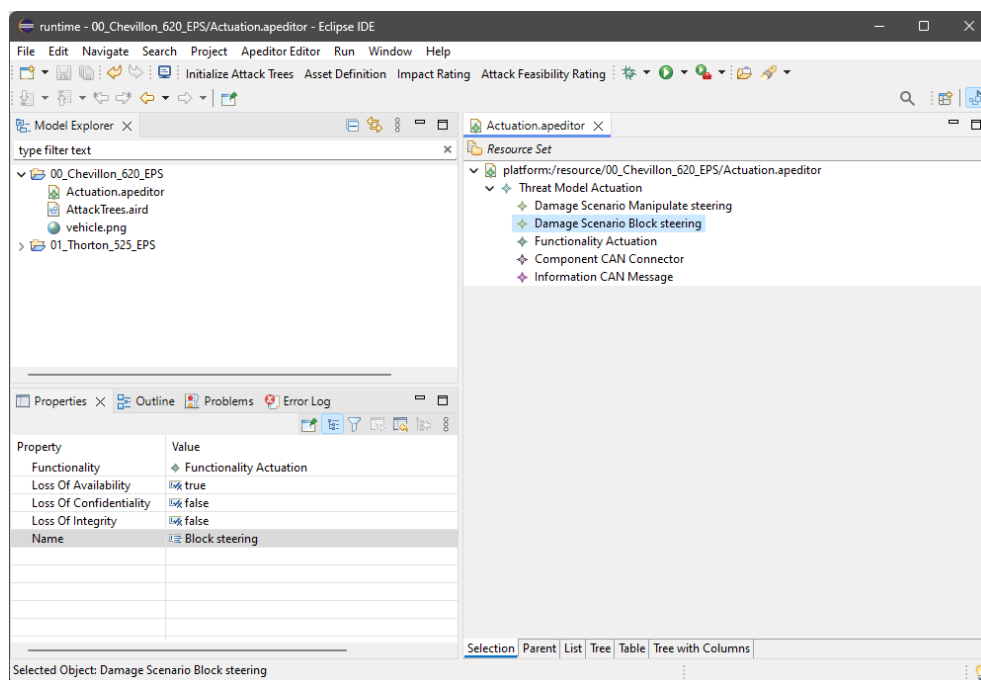 runtime - 00_Chevillon_620_EPS/Actuation.apeditor - Eclipse IDE
File Edit Navigate Search Project Apeditor Editor Run Window Help
Initialize Attack Trees Asset Definition Impact Rating Attack Feasibility Rating
Model Explorer
type filter text
00_Chevillon_620_EPS
Actuation.apeditor
AttackTrees.aird
vehicle.png
01_Thorton_525_EPS
Actuation.apeditor
Resource Set
platform:/resource/00_Chevillon_620_EPS/Actuation.apeditor
Threat Model Actuation
Damage Scenario Manipulate steering
Damage Scenario Block steering
Functionality Actuation
Component CAN Connector
Information CAN Message
Properties Outline Problems Error Log
Property Value
Functionality Functionality Actuation
Loss Of Availability true
Loss Of Confidentiality false
Loss Of Integrity false
Name Block steering
Selection Parent List Tree Table Tree with Columns
Selected Object: Damage Scenario Block steering